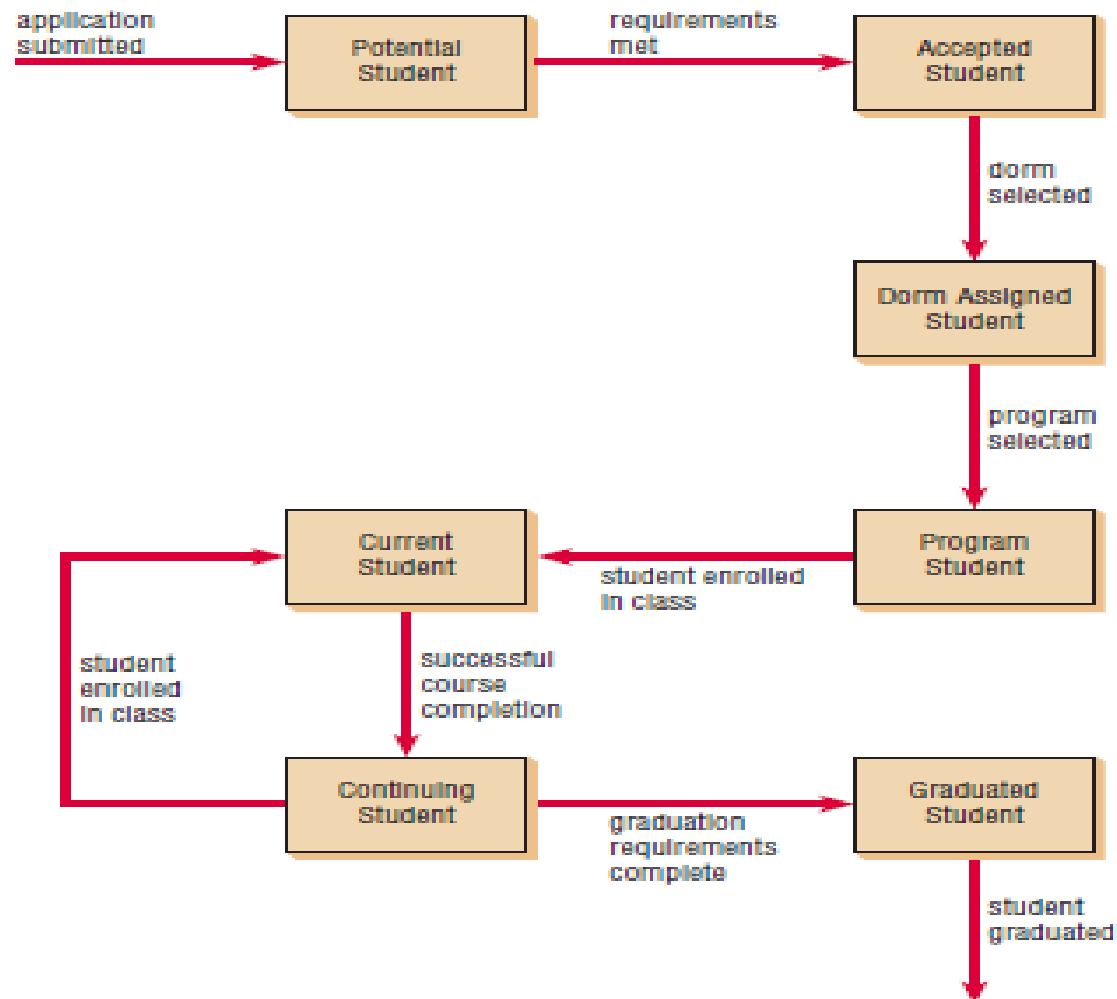 application
submitted
Potential
Student
requirements
met
Accepted
Student
dorm
selected
Dorm Assigned
Student
program
selected
Program
Student
student enrolled
in class
Current
Student
student
enrolled
in class
successful
course
completion
Continuing
Student
graduation
requirements
complete
Graduated
Student
student
graduated